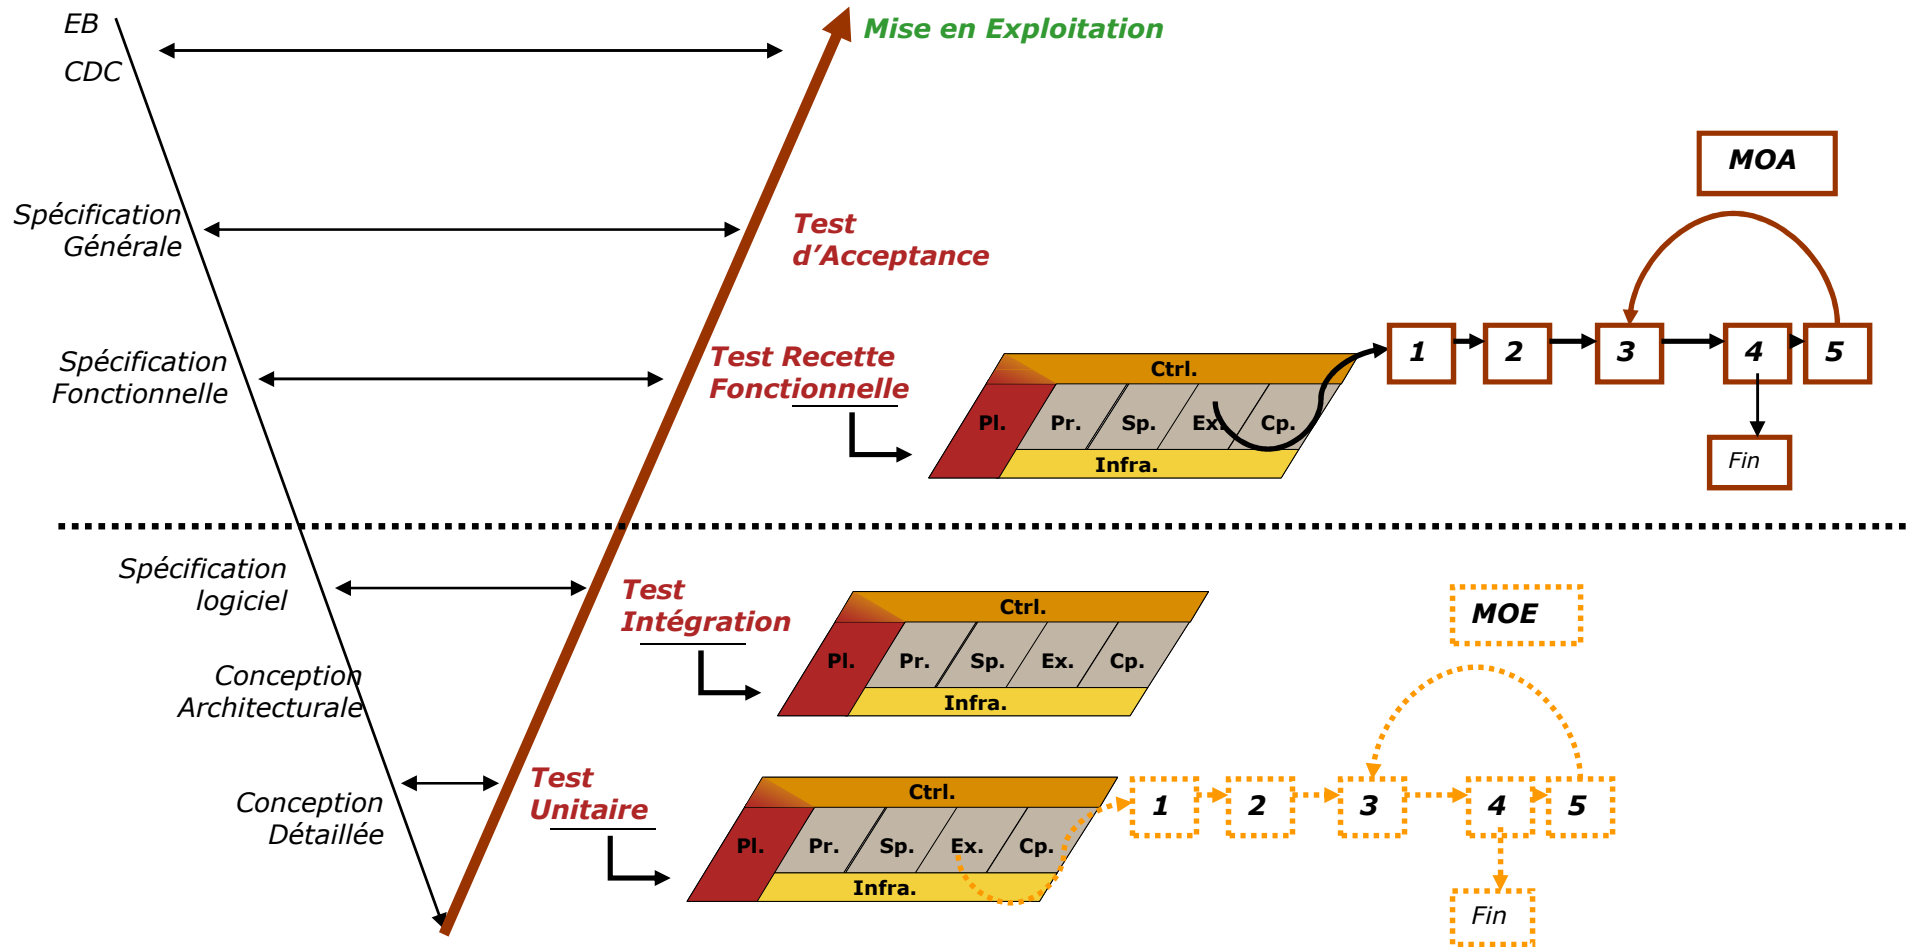 EB
CDC
Mise en Exploitation
MOA
Spécification
Générale
Test
d’Acceptance
Spécification
Fonctionnelle
Test Recette
Fonctionnelle
Ctrl.
Pl.
Pr.
Sp.
Ex.
Cp.
Infra.
1
2
3
4
5
Fin
Spécification
logiciel
Test
Intégration
Ctrl.
Pl.
Pr.
Sp.
Ex.
Cp.
Infra.
MOE
Conception
Architecturale
Conception
Détaillée
Test
Unitaire
Ctrl.
Pl.
Pr.
Sp.
Ex.
Cp.
Infra.
1
2
3
4
5
Fin